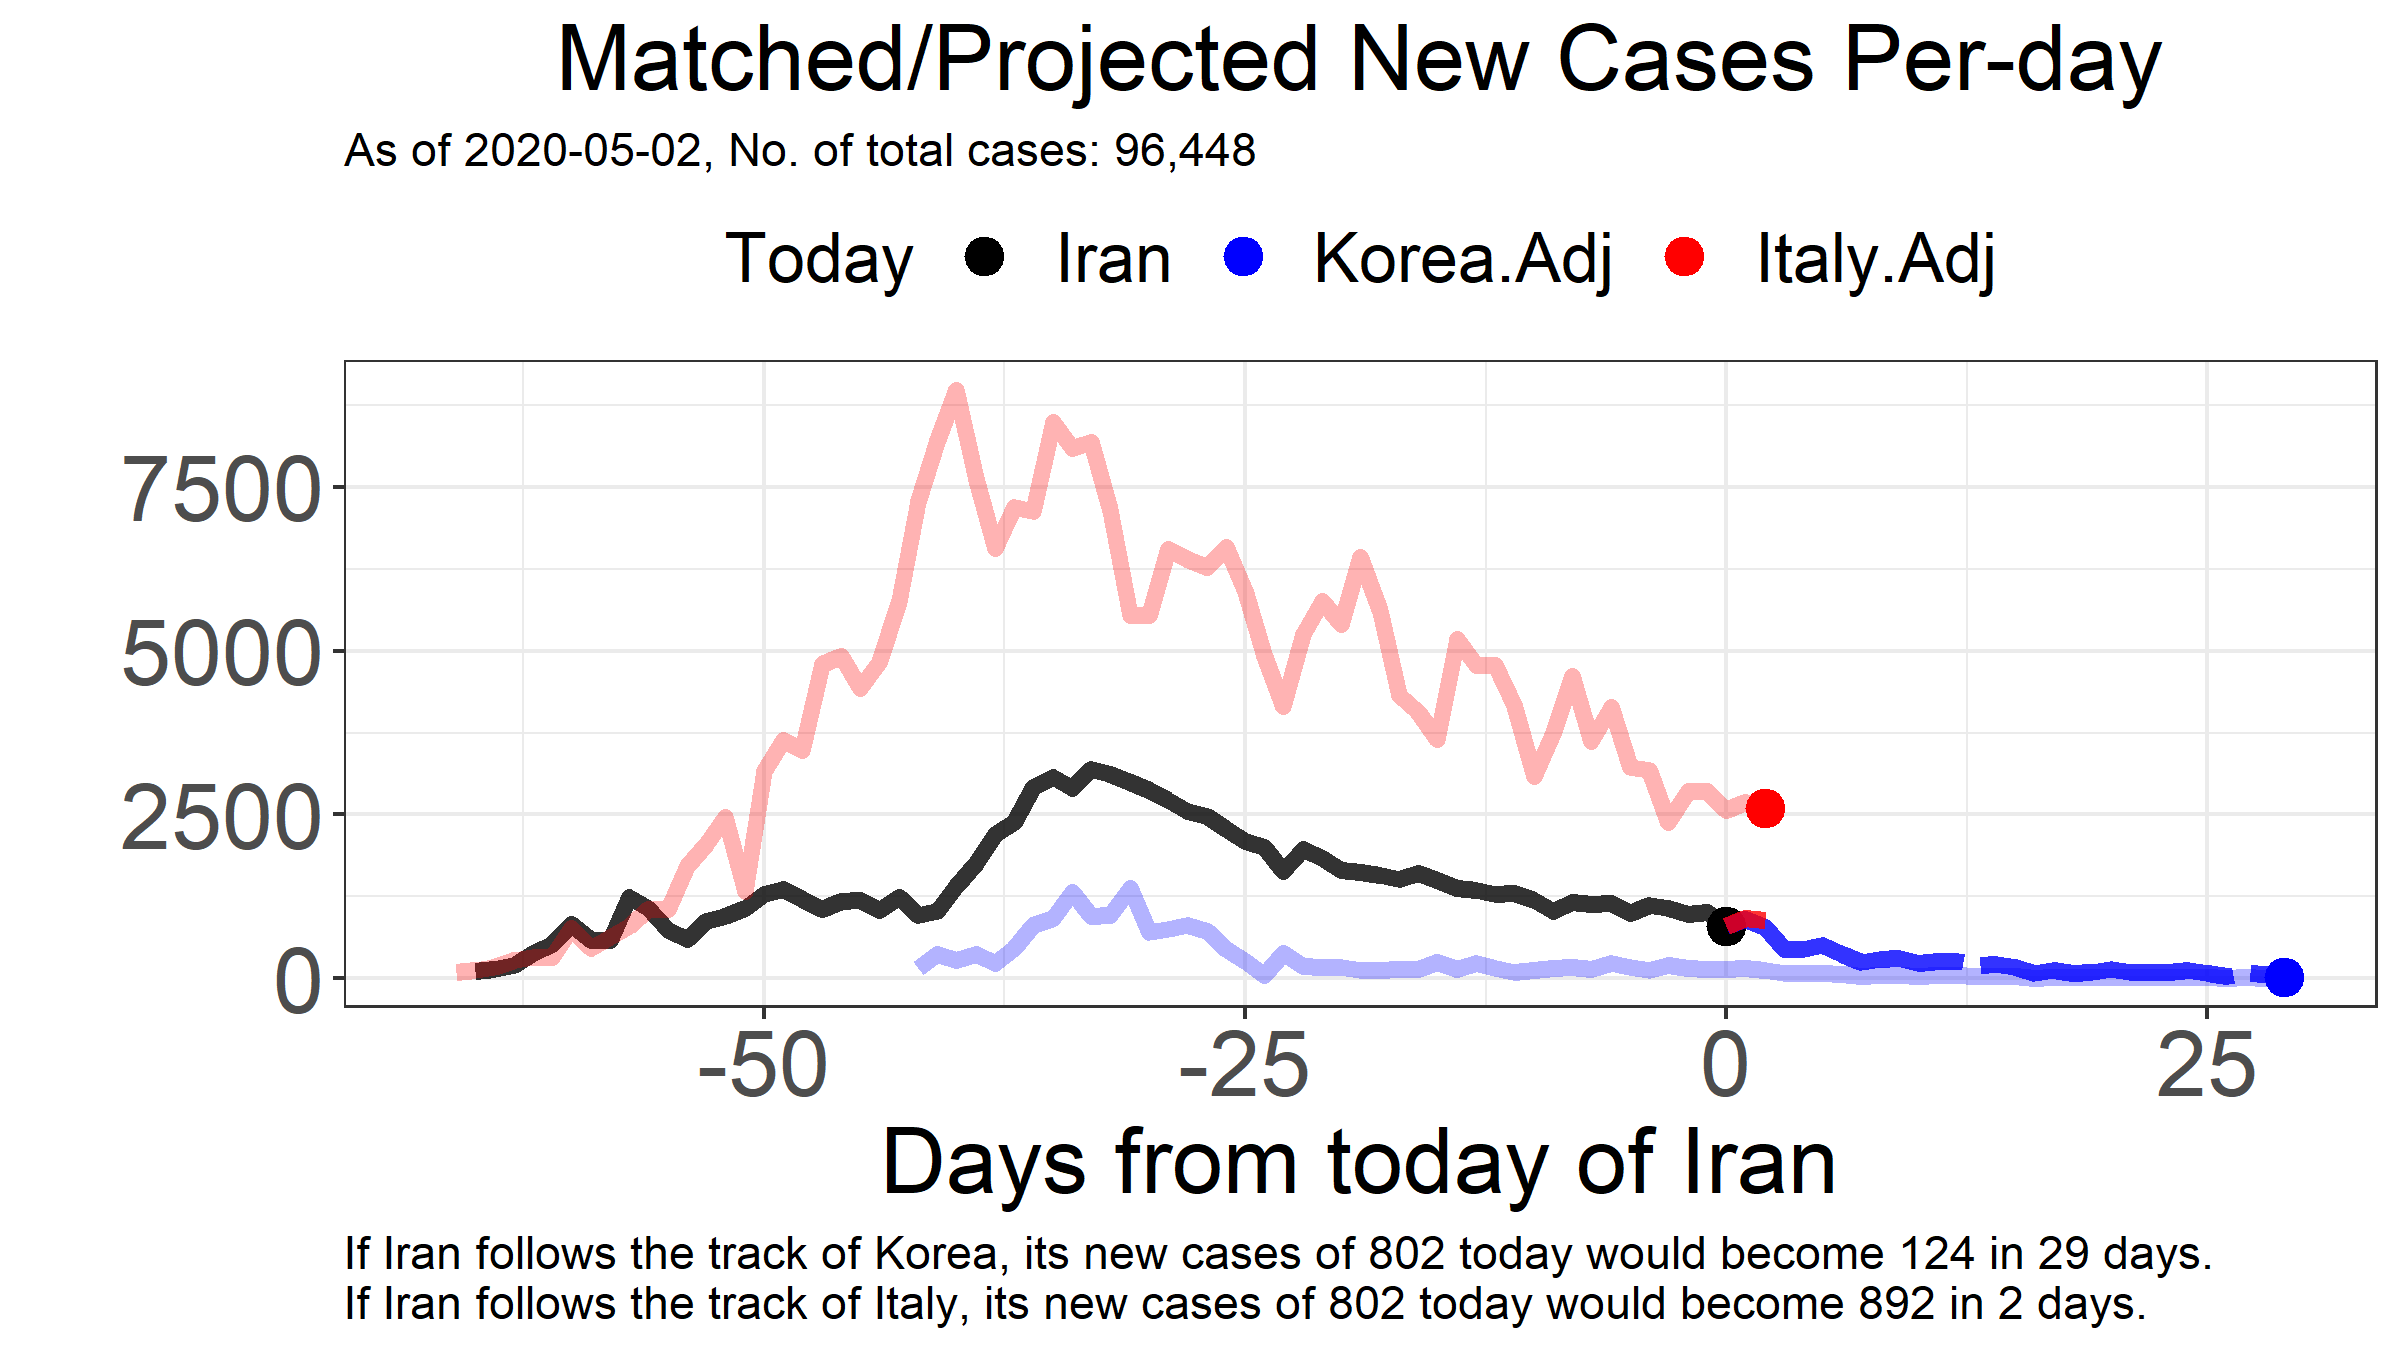 Matched/Projected New Cases Per-day
As of 2020-05-02, No. of total cases: 96,448
Today Iran Korea.Adj Italy.Adj
7500
5000
2500
0
-50 -25 0 25
Days from today of Iran
If Iran follows the track of Korea, its new cases of 802 today would become 124 in 29 days.
If Iran follows the track of Italy, its new cases of 802 today would become 892 in 2 days.